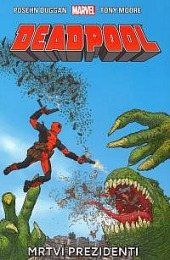 POSEHN DUGGAN MARVEL TONY MOORE
DEADPOOL
MRTVÍ PREZIDENTI